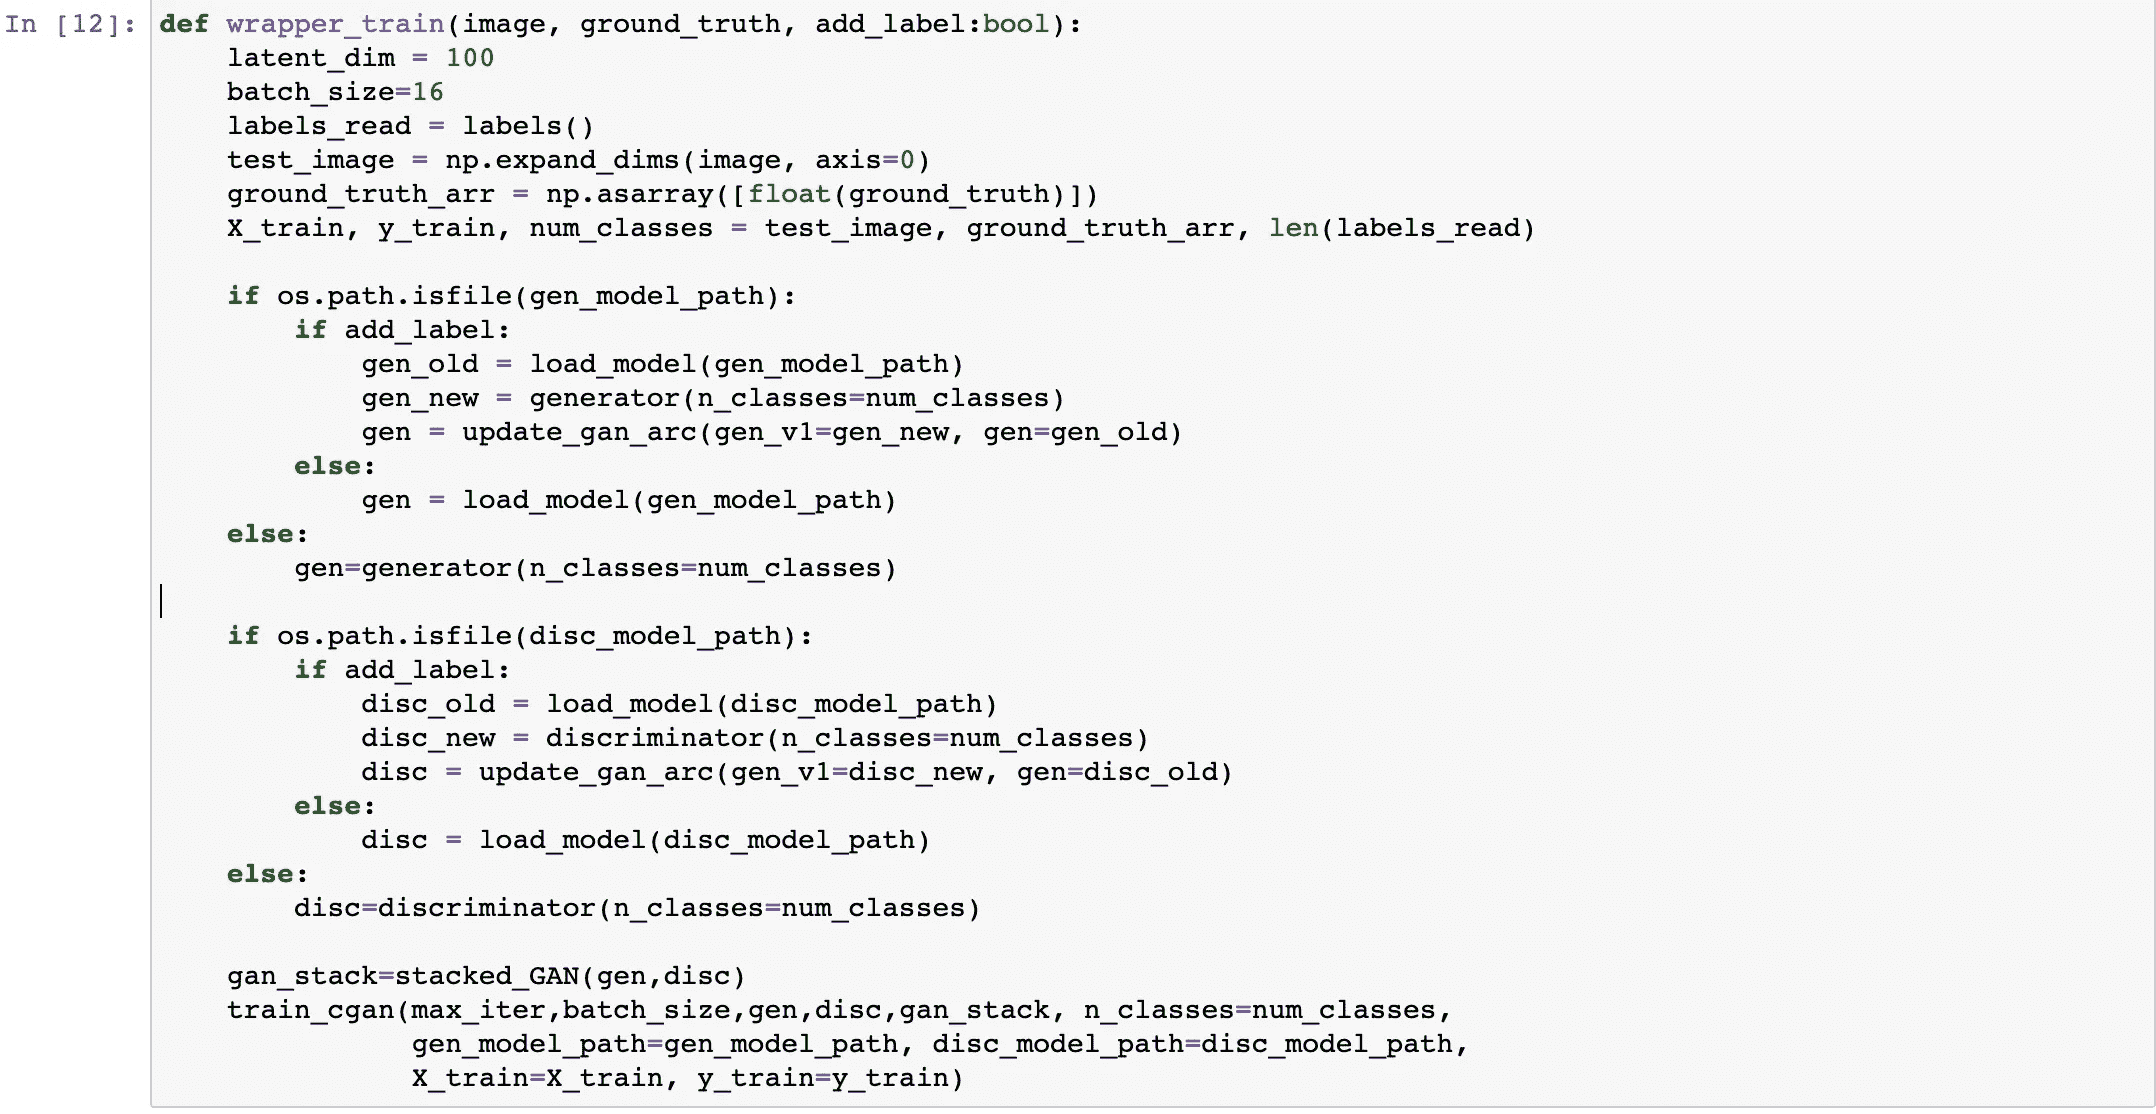 In [12]: def wrapper_train(image, ground_truth, add_label:bool):
    latent_dim = 100
    batch_size=16
    labels_read = labels()
    test_image = np.expand_dims(image, axis=0)
    ground_truth_arr = np.asarray([float(ground_truth)])
    X_train, y_train, num_classes = test_image, ground_truth_arr, len(labels_read)

    if os.path.isfile(gen_model_path):
        if add_label:
            gen_old = load_model(gen_model_path)
            gen_new = generator(n_classes=num_classes)
            gen = update_gan_arc(gen_v1=gen_new, gen=gen_old)
        else:
            gen = load_model(gen_model_path)
    else:
        gen=generator(n_classes=num_classes)

    if os.path.isfile(disc_model_path):
        if add_label:
            disc_old = load_model(disc_model_path)
            disc_new = discriminator(n_classes=num_classes)
            disc = update_gan_arc(gen_v1=disc_new, gen=disc_old)
        else:
            disc = load_model(disc_model_path)
    else:
        disc=discriminator(n_classes=num_classes)

    gan_stack=stacked_GAN(gen,disc)
    train_cgan(max_iter,batch_size,gen,disc,gan_stack, n_classes=num_classes,
               gen_model_path=gen_model_path, disc_model_path=disc_model_path,
               X_train=X_train, y_train=y_train)